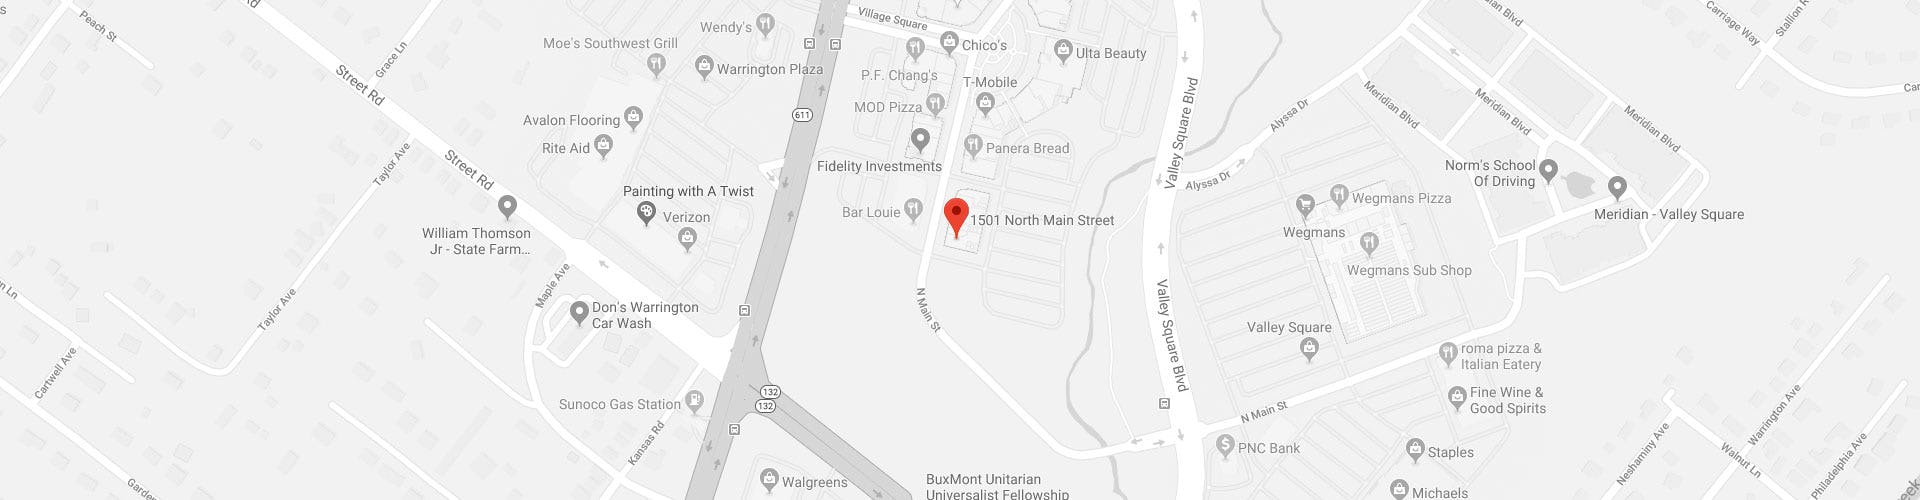 Peach St
Grace Ln
Street Rd
Wendy's
Moe's Southwest Grill
Warrington Plaza
Village Square
Chico's
P.F. Chang's
Ulta Beauty
T-Mobile
MOD Pizza
611
Avalon Flooring
Rite Aid
Fidelity Investments
Panera Bread
Valley Square Blvd
Alyssa Dr
Alyssa Dr
Meridian Blvd
Meridian Blvd
Meridian Blvd
Carriage Way
Taylor Ave
Street Rd
Painting with A Twist
Verizon
Bar Louie
1501 North Main Street
William Thomson
Jr - State Farm...
Norm's School
Of Driving
Meridian - Valley Square
Wegmans Pizza
Wegmans
Wegmans Sub Shop
Maple Ave
Taylor Ave
Don's Warrington
Car Wash
N Main St
Valley Square Blvd
Valley Square
roma pizza &
Italian Eatery
Fine Wine &
Good Spirits
Cartwell Ave
132
132
Sunoco Gas Station
Kansas Rd
N Main St
PNC Bank
Staples
Michaels
Walgreens
BuxMont Unitarian
Universalist Fellowship
Neshaminy Ave
Warrington Ave
Walnut Ln
Philadelphia Ave